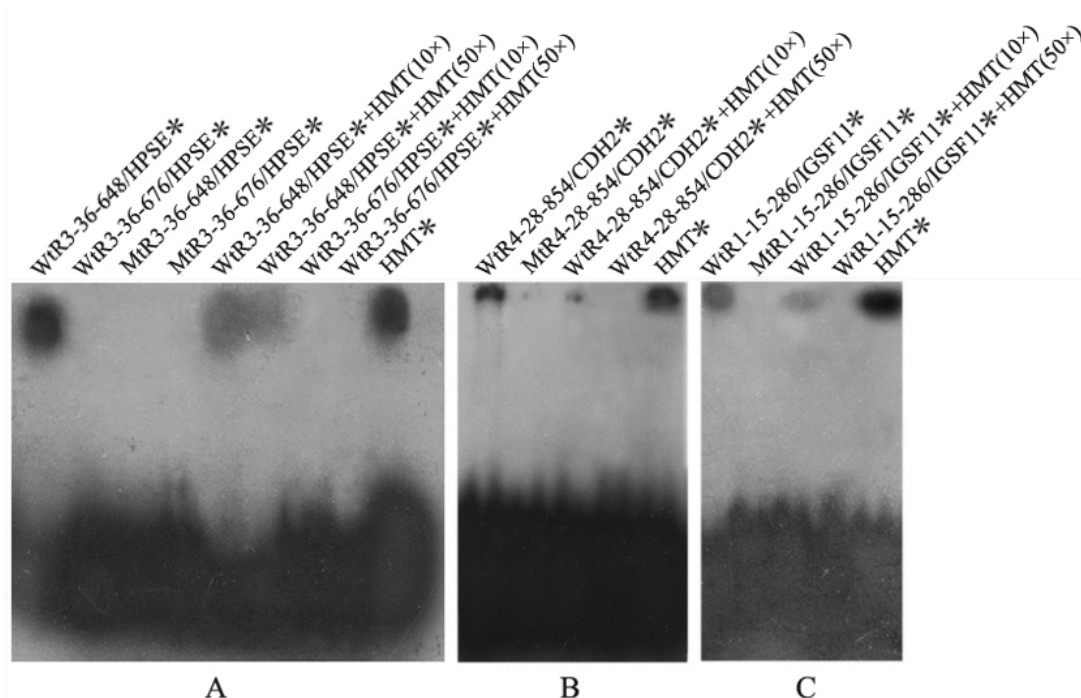 WtR3-36-648/HPSE*
WtR3-36-676/HPSE*
MtR3-36-648/HPSE*
MtR3-36-676/HPSE*
WtR3-36-648/HPSE*+HMT(10×)
WtR3-36-648/HPSE*+HMT(50×)
WtR3-36-676/HPSE*+HMT(10×)
WtR3-36-676/HPSE*+HMT(50×)
HMT*
WtR4-28-854/CDH2*
MtR4-28-854/CDH2*
WtR4-28-854/CDH2*+HMT(10×)
WtR4-28-854/CDH2*+HMT(50×)
HMT*
WtR1-15-286/IGSF11*
MtR1-15-286/IGSF11*
WtR1-15-286/IGSF11*+HMT(10×)
WtR1-15-286/IGSF11*+HMT(50×)
HMT*
A
B
C